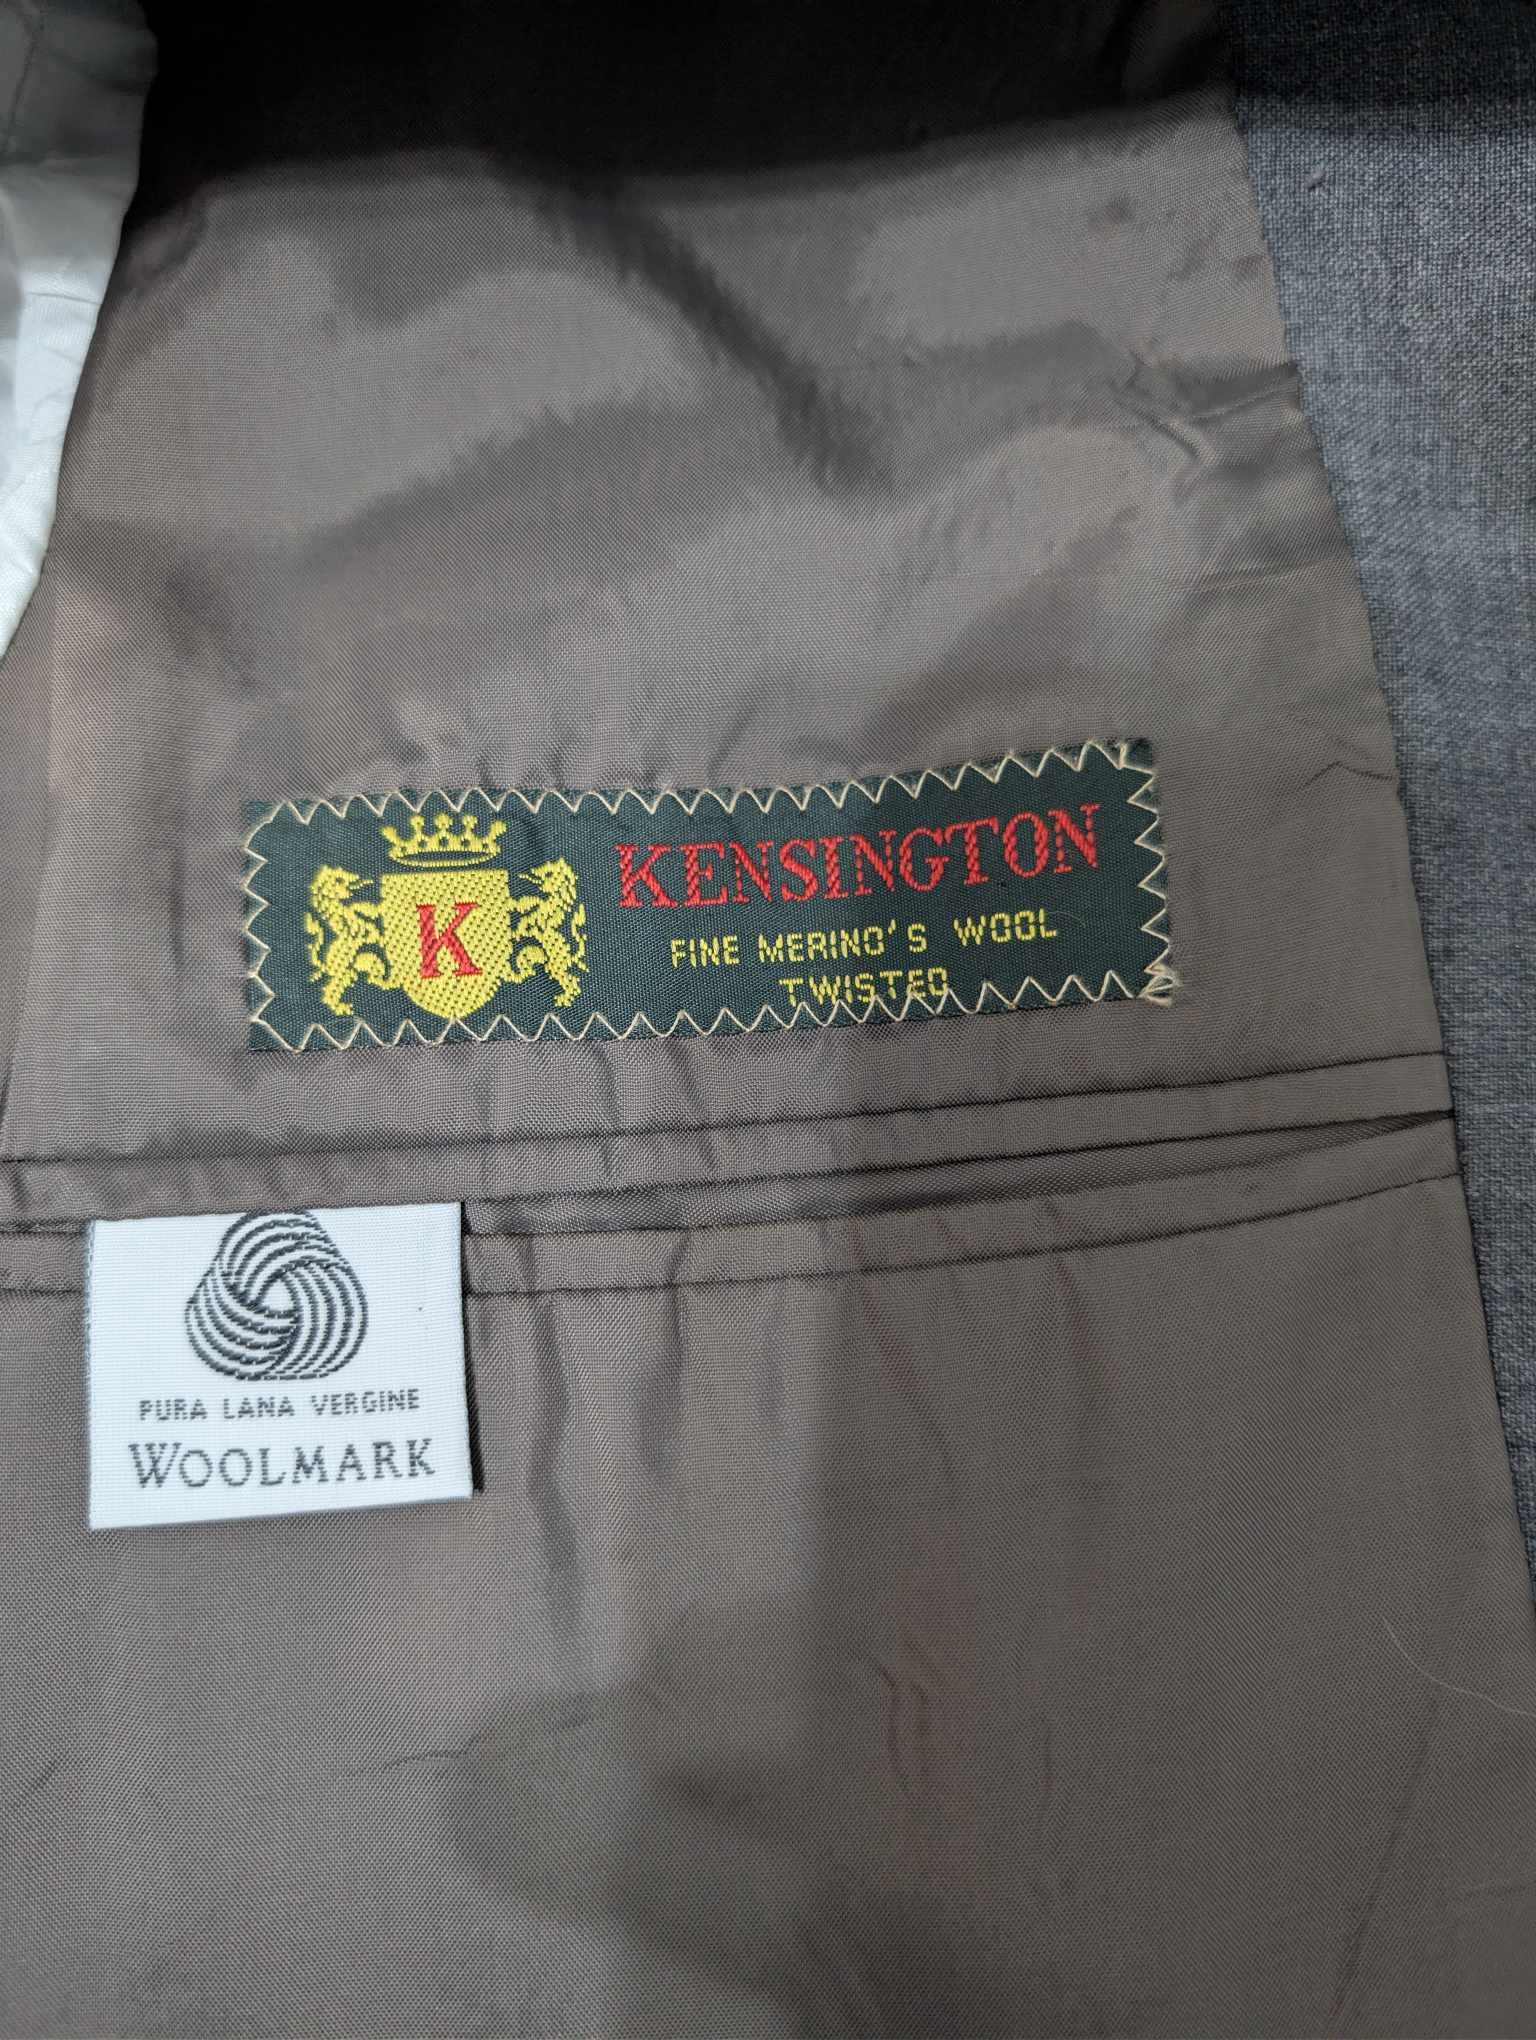 K
KENSINGTON
FINE MERINO'S WOOL
TWISTED
PURA LANA VERGINE
WOOLMARK